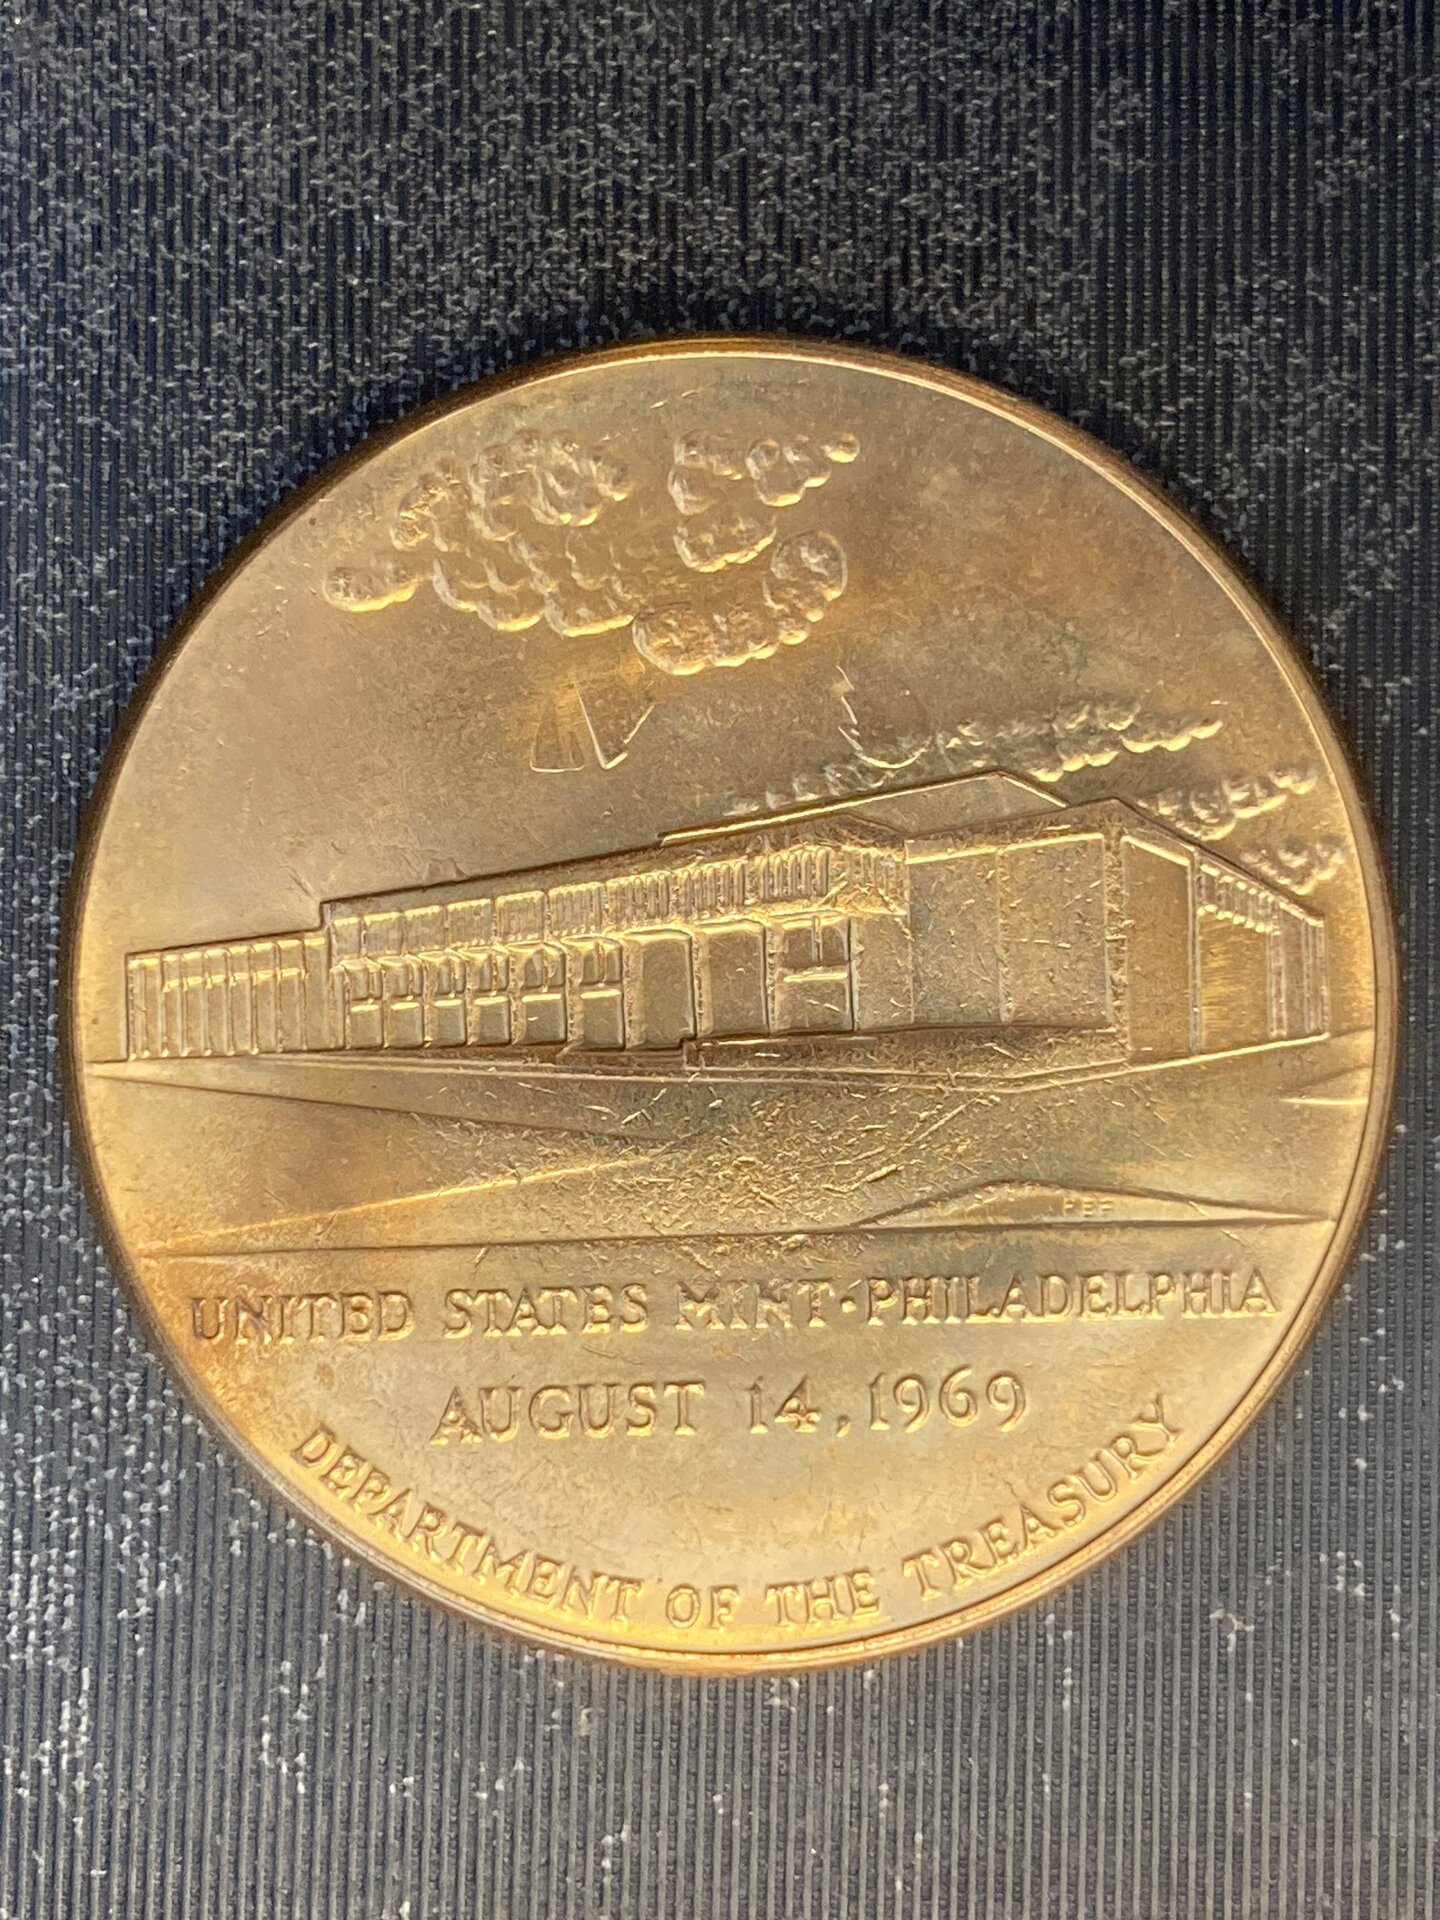 UNITED STATES MINT·PHILADELPHIA
AUGUST 14, 1969
DEPARTMENT OF THE TREASURY